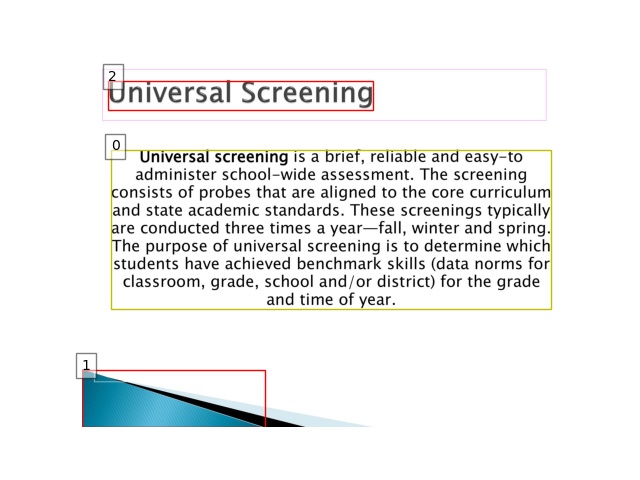 2
Universal Screening
0
Universal screening is a brief, reliable and easy-to
administer school-wide assessment. The screening
consists of probes that are aligned to the core curriculum
and state academic standards. These screenings typically
are conducted three times a year—fall, winter and spring.
The purpose of universal screening is to determine which
students have achieved benchmark skills (data norms for
classroom, grade, school and/or district) for the grade
and time of year.
1